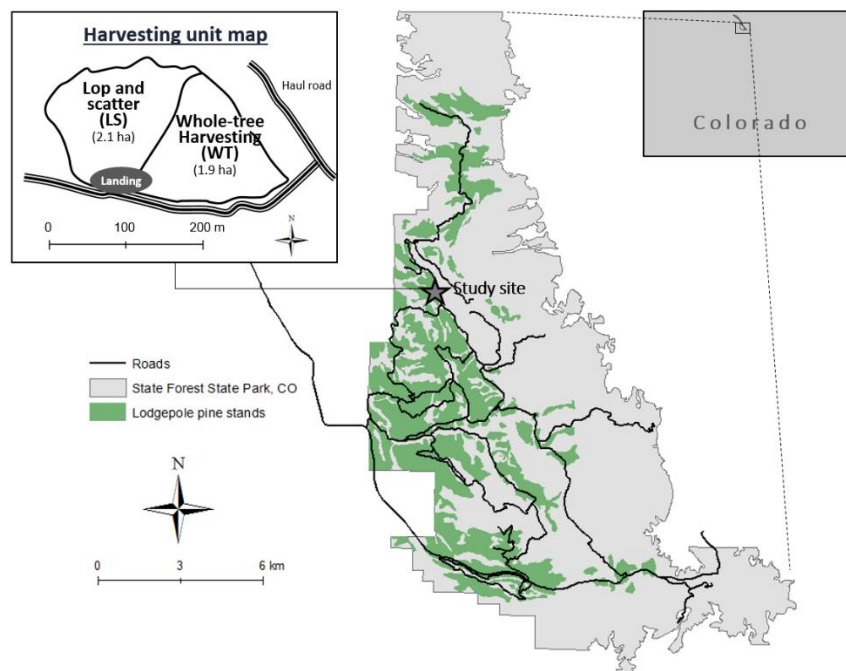 Harvesting unit map
Lop and
scatter
(LS)
(2.1 ha)
Whole-tree
Harvesting
(WT)
(1.9 ha)
Haul road
Landing
0 100 200 m
N
Colorado
Study site
Roads
State Forest State Park, CO
Lodgepole pine stands
N
0 3 6 km